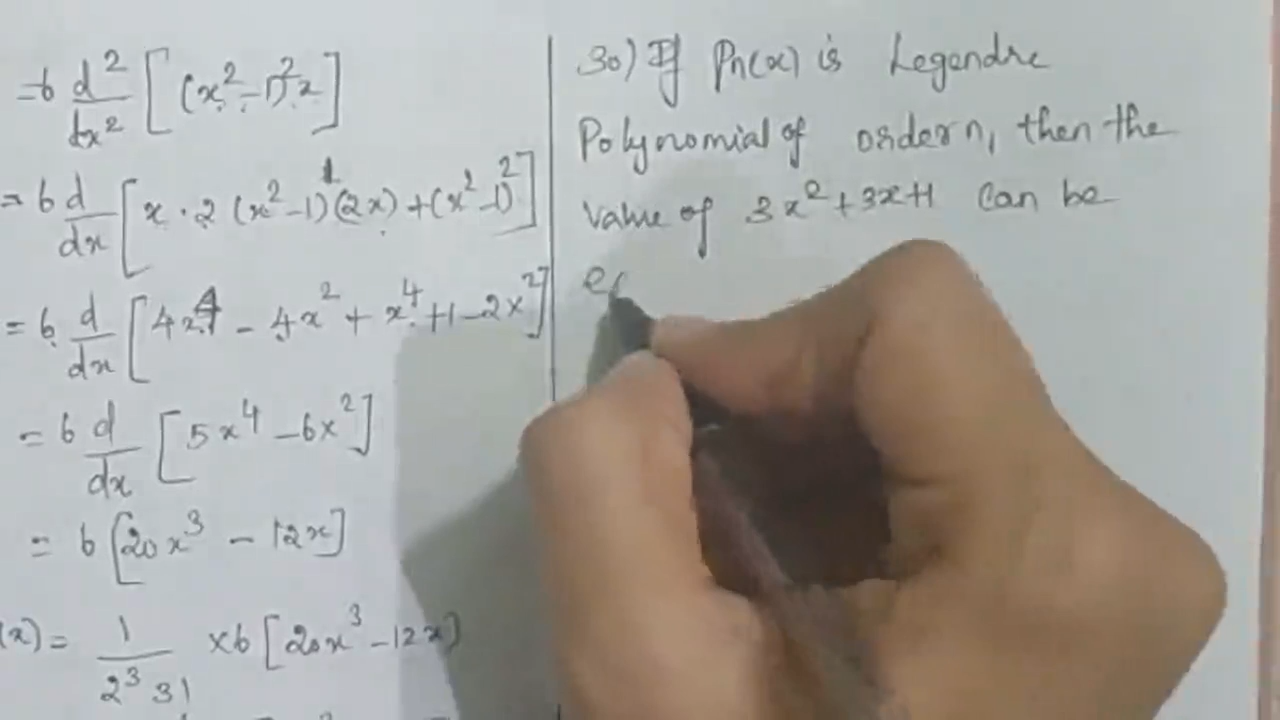 =6 d²/dx² [(x²-1)² x]
= 6 d/dx [x · 2 (x²-1)¹ (2x) + (x²-1)²]
= 6 d/dx [4x⁴ - 4x² + x⁴ +1 -2x²]
= 6 d/dx [5x⁴ -6x²]
= 6 [20x³ - 12x]
(x) = 1/2³ 3! ×6 [20x³ -12x]
30) If Pn(x) is Legendre
Polynomial of order n, then the
value of 3x²+3x+1 can be